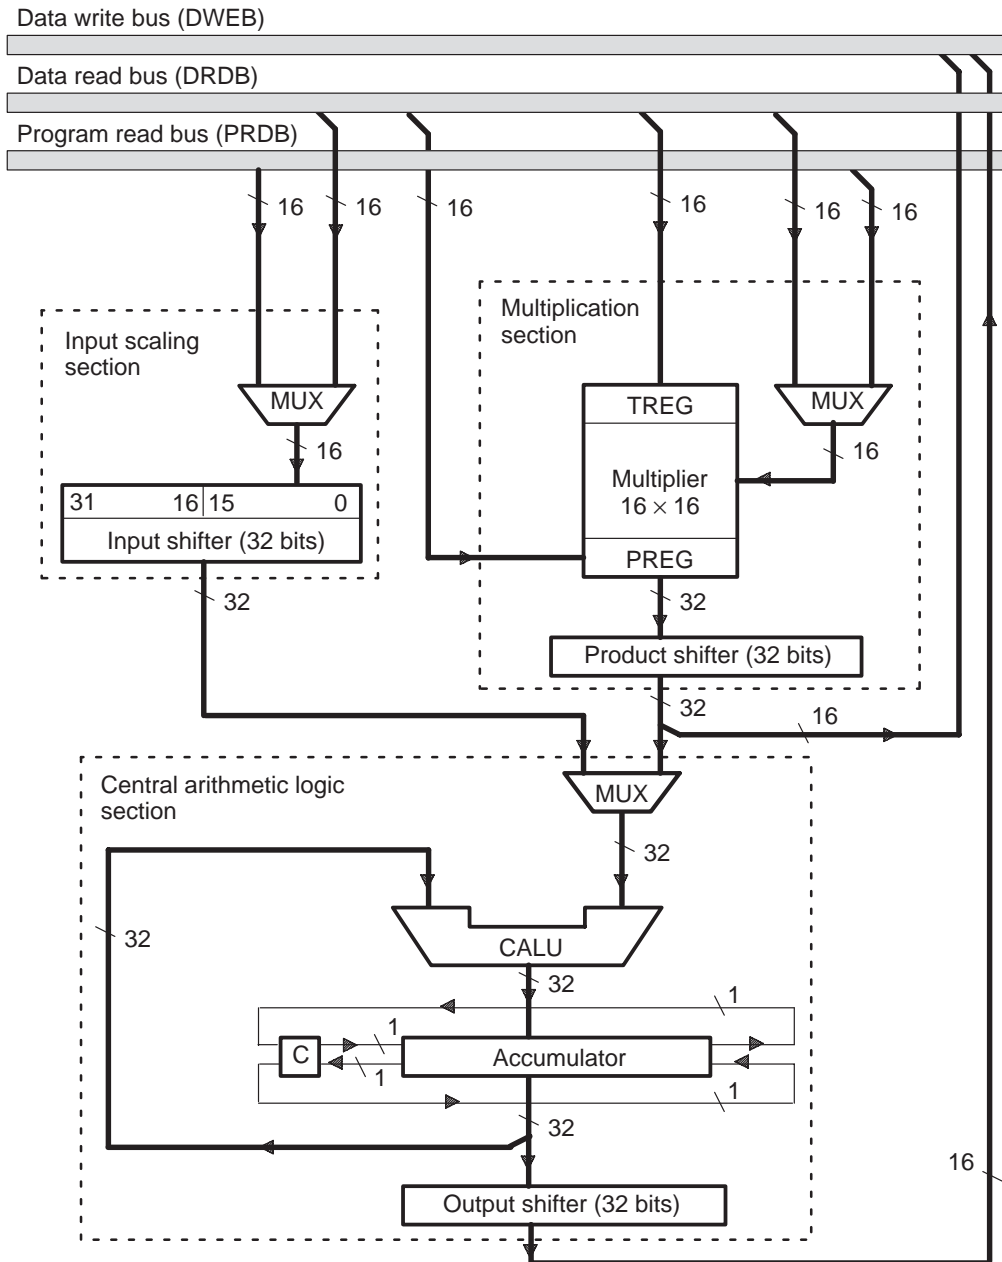 Data write bus (DWEB)
Data read bus (DRDB)
Program read bus (PRDB)
16
16
16
16
16
16
Input scaling
section
Multiplication
section
MUX
TREG
MUX
16
16
Multiplier
16 × 16
31 16 15 0
Input shifter (32 bits)
PREG
32
32
Product shifter (32 bits)
32
16
Central arithmetic logic
section
MUX
32
32
CALU
32
1
1
C
Accumulator
1
1
32
16
Output shifter (32 bits)